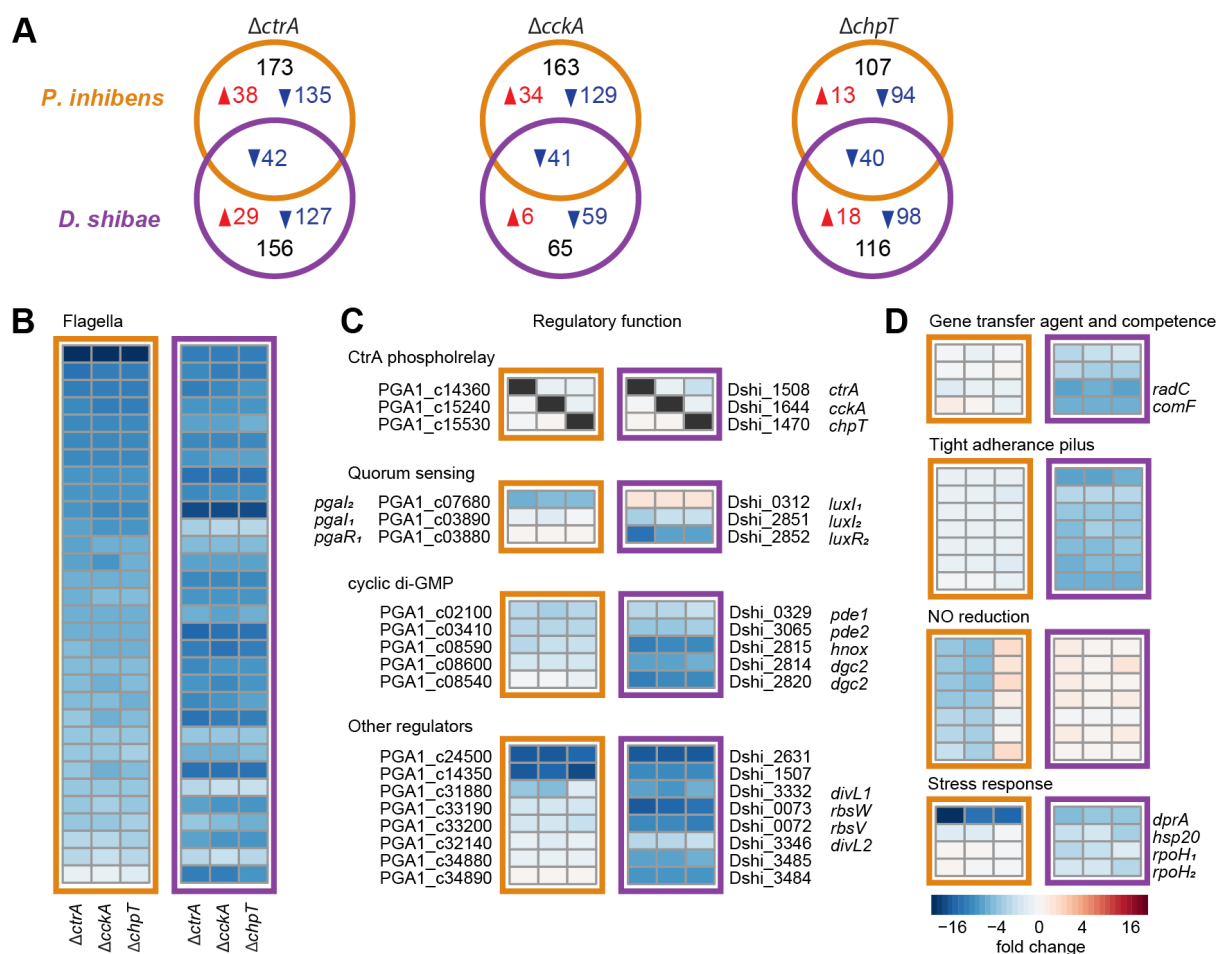 A
ΔctrA
ΔcckA
ΔchpT
P. inhibens
D. shibae
173
▲38 ▼135
▼42
▲29 ▼127
156
163
▲34 ▼129
▼41
▲6 ▼59
65
107
▲13 ▼94
▼40
▲18 ▼98
116
B
Flagella
ΔctrA
ΔcckA
ΔchpT
ΔctrA
ΔcckA
ΔchpT
C
Regulatory function
CtrA phospholrelay
PGA1_c14360 Dshi_1508 ctrA
PGA1_c15240 Dshi_1644 cckA
PGA1_c15530 Dshi_1470 chpT
Quorum sensing
pgaI₂ PGA1_c07680 Dshi_0312 luxI₁
pgaI₁ PGA1_c03890 Dshi_2851 luxI₂
pgaR₁ PGA1_c03880 Dshi_2852 luxR₂
cyclic di-GMP
PGA1_c02100 Dshi_0329 pde1
PGA1_c03410 Dshi_3065 pde2
PGA1_c08590 Dshi_2815 hnox
PGA1_c08600 Dshi_2814 dgc2
PGA1_c08540 Dshi_2820 dgc2
Other regulators
PGA1_c24500 Dshi_2631
PGA1_c14350 Dshi_1507
PGA1_c31880 Dshi_3332 divL1
PGA1_c33190 Dshi_0073 rbsW
PGA1_c33200 Dshi_0072 rbsV
PGA1_c32140 Dshi_3346 divL2
PGA1_c34880 Dshi_3485
PGA1_c34890 Dshi_3484
D
Gene transfer agent and competence
radC
comF
Tight adherance pilus
NO reduction
Stress response
dprA
hsp20
rpoH₁
rpoH₂
−16 −4 0 4 16
fold change